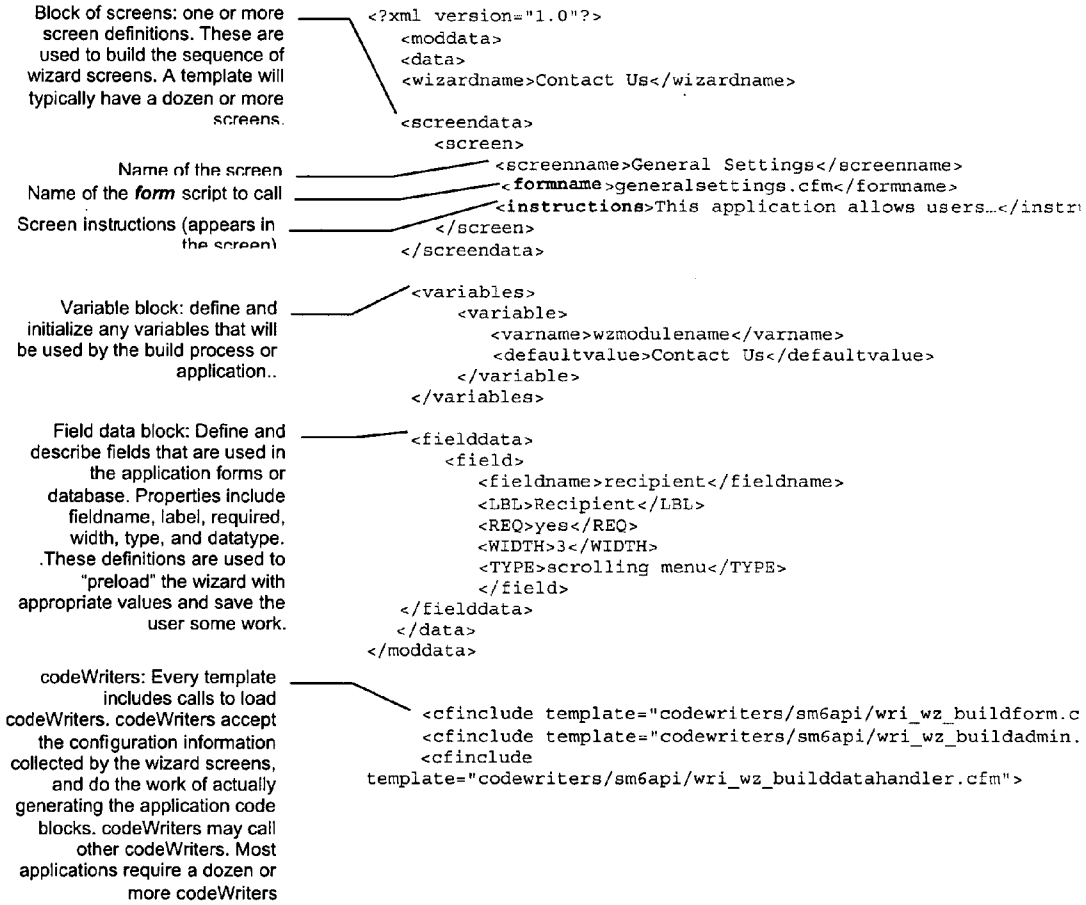 Block of screens: one or more
screen definitions. These are
used to build the sequence of
wizard screens. A template will
typically have a dozen or more
screens.
Name of the screen
Name of the form script to call
Screen instructions (appears in
the screen)
Variable block: define and
initialize any variables that will
be used by the build process or
application..
Field data block: Define and
describe fields that are used in
the application forms or
database. Properties include
fieldname, label, required,
width, type, and datatype.
.These definitions are used to
"preload" the wizard with
appropriate values and save the
user some work.
codeWriters: Every template
includes calls to load
codeWriters. codeWriters accept
the configuration information
collected by the wizard screens,
and do the work of actually
generating the application code
blocks. codeWriters may call
other codeWriters. Most
applications require a dozen or
more codeWriters
<?xml version="1.0"?>
<moddata>
<data>
<wizardname>Contact Us</wizardname>
<screendata>
<screen>
<screenname>General Settings</screenname>
<formname>generalsettings.cfm</formname>
<instructions>This application allows users…</instr
</screen>
</screendata>
<variables>
<variable>
<varname>wzmodulename</varname>
<defaultvalue>Contact Us</defaultvalue>
</variable>
</variables>
<fielddata>
<field>
<fieldname>recipient</fieldname>
<LBL>Recipient</LBL>
<REQ>yes</REQ>
<WIDTH>3</WIDTH>
<TYPE>scrolling menu</TYPE>
</field>
</fielddata>
</data>
</moddata>
<cfinclude template="codewriters/sm6api/wri_wz_buildform.c
<cfinclude template="codewriters/sm6api/wri_wz_buildadmin.
<cfinclude
template="codewriters/sm6api/wri_wz_builddatahandler.cfm">